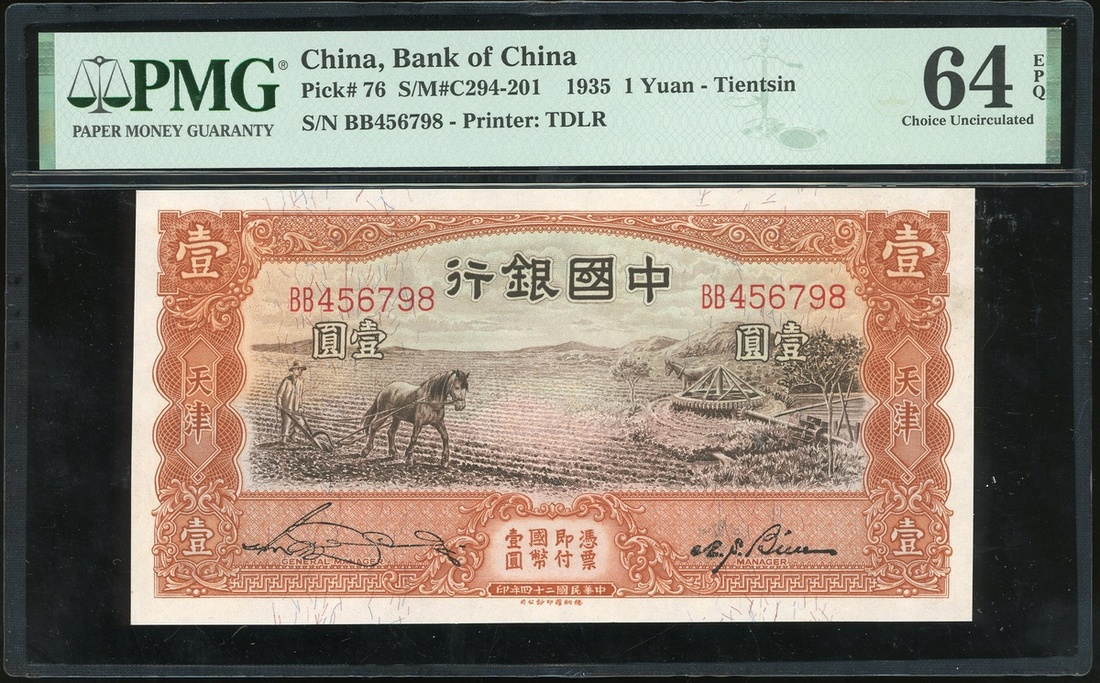 PMG®
PAPER MONEY GUARANTY
China, Bank of China
Pick# 76 S/M#C294-201 1935 1 Yuan - Tientsin
S/N BB456798 - Printer: TDLR
64
EPQ
Choice Uncirculated
壹
壹
行銀國中
BB456798
BB456798
圓壹
圓壹
天津
天津
壹
壹
憑票
即付
國幣
壹圓
GENERAL MANAGER
MANAGER
印年四十二國民華中